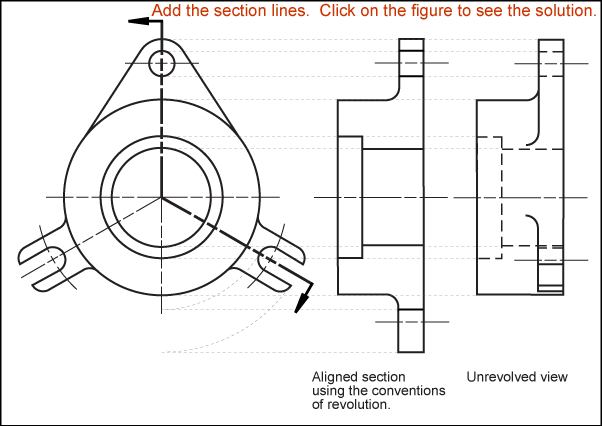 Add the section lines.  Click on the figure to see the solution.
Aligned section
using the conventions
of revolution.
Unrevolved view